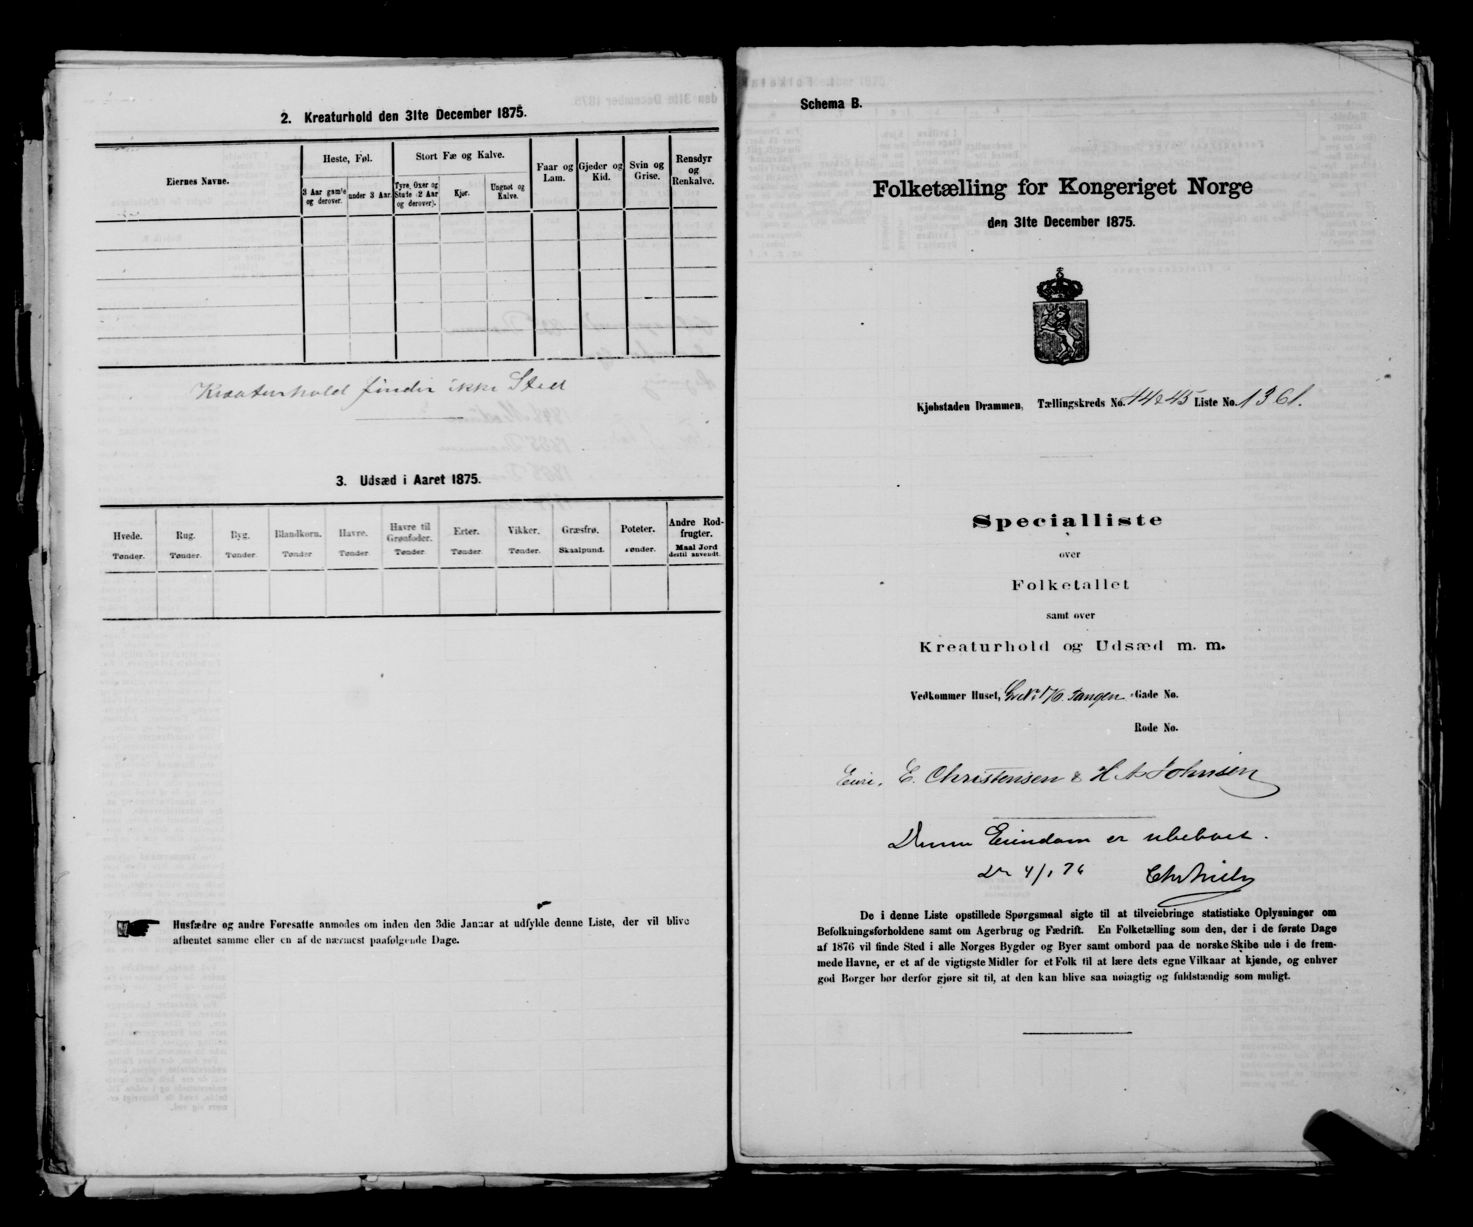 2. Kreaturhold den 31te December 1875.
Eiernes Navne.
Heste, Føl.
Stort Fæ og Kalve.
Faar og Lam.
Gjeder og Kid.
Svin og Grise.
Rensdyr og Renkalve.
3 Aar gamle og derover.
under 3 Aar.
Tyre, Oxer og Stude (2 Aar og derover).
Kjør.
Ungnøt og Kalve.
Kreaturhold finder ikke Sted
3. Udsæd i Aaret 1875.
Hvede. Rug. Byg. Blandkorn. Havre. Havre til Grønfoder. Erter. Vikker. Græsfrø. Poteter. Andre Rodfrugter.
Tønder. Tønder. Tønder. Tønder Tønder. Tønder. Tønder. Tønder. Skaalpund. Tønder. Maal Jord dertil anvendt.
Husfædre og andre Foresatte anmodes om inden den 3die Januar at udfylde denne Liste, der vil blive
afhentet samme eller en af de nærmest paafølgende Dage.
Schema B.
Folketælling for Kongeriget Norge
den 31te December 1875.
Kjøbstaden Drammen, Tællingskreds No. 44&45 Liste No. 1361.
Specialliste
over
Folketallet
samt over
Kreaturhold og Udsæd m. m.
Vedkommer Huset, Tangen Gade No.
Rode No.
E. Christensen & H A Johnsen
Denne Eiendom er ubeboet.
Dr 4/1 76
De i denne Liste opstillede Spørgsmaal sigte til at tilveiebringe statistiske Oplysninger om
Befolkningsforholdene samt om Agerbrug og Fædrift. En Folketælling som den, der i de første Dage
af 1876 vil finde Sted i alle Norges Bygder og Byer samt ombord paa de norske Skibe ude i de frem-
mede Havne, er et af de vigtigste Midler for et Folk til at lære dets egne Vilkaar at kjende, og enhver
god Borger bør derfor gjøre sit til, at den kan blive saa nøiagtig og fuldstændig som muligt.